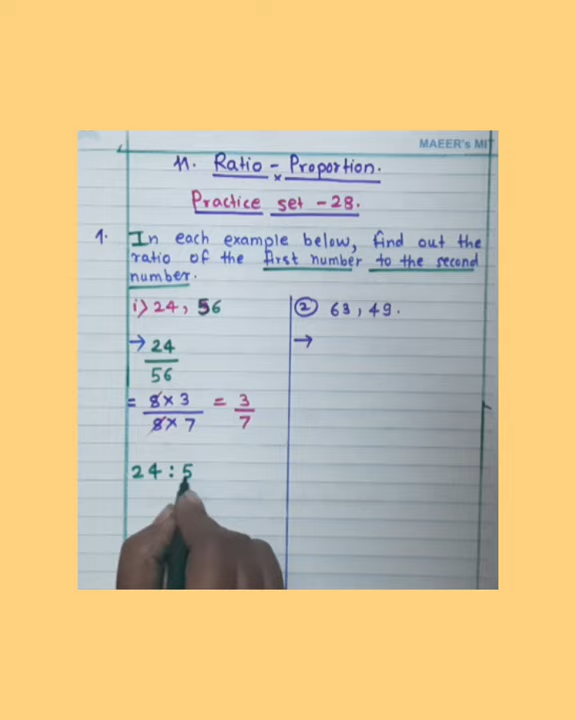 MAEER's MIT
11. Ratio - Proportion.
×
Practice set - 28.
1. In each example below, find out the
ratio of the first number to the second
number.
i) 24, 56
→ 24
56
= 8 × 3 = 3
8 × 7 7
24 : 5
② 63, 49.
→